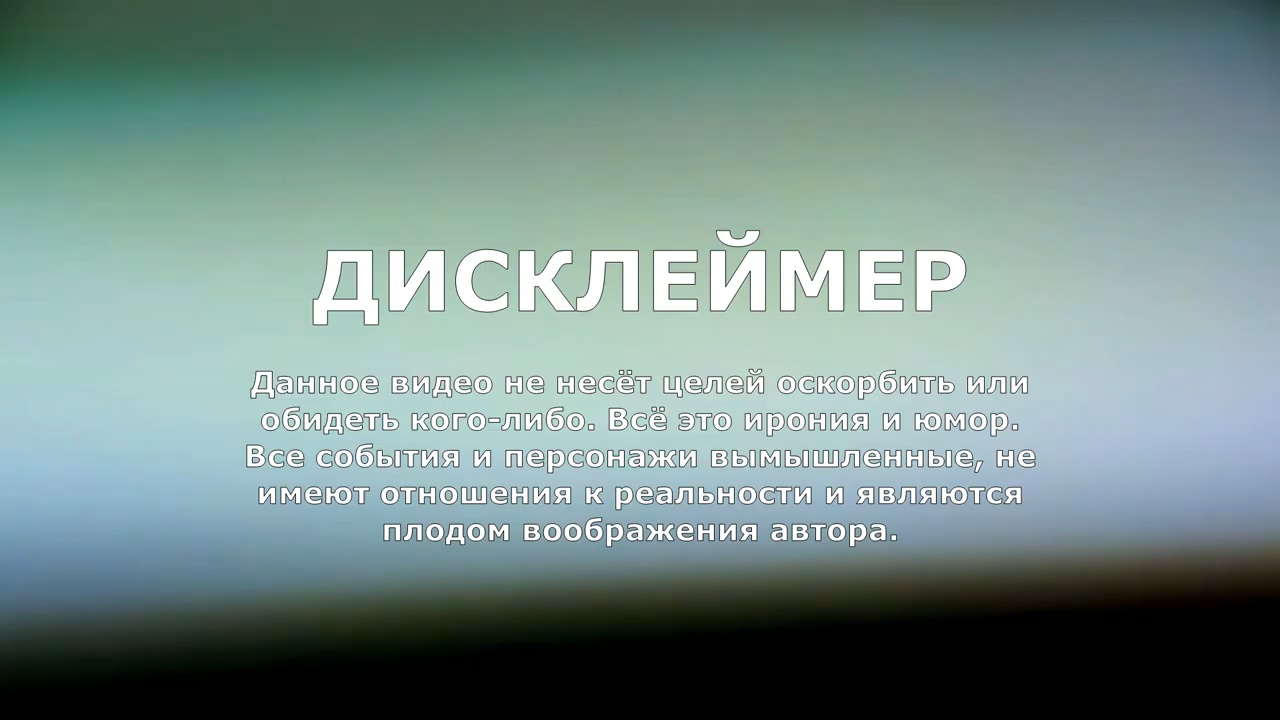 ДИСКЛЕЙМЕР
Данное видео не несёт целей оскорбить или
обидеть кого-либо. Всё это ирония и юмор.
Все события и персонажи вымышленные, не
имеют отношения к реальности и являются
плодом воображения автора.